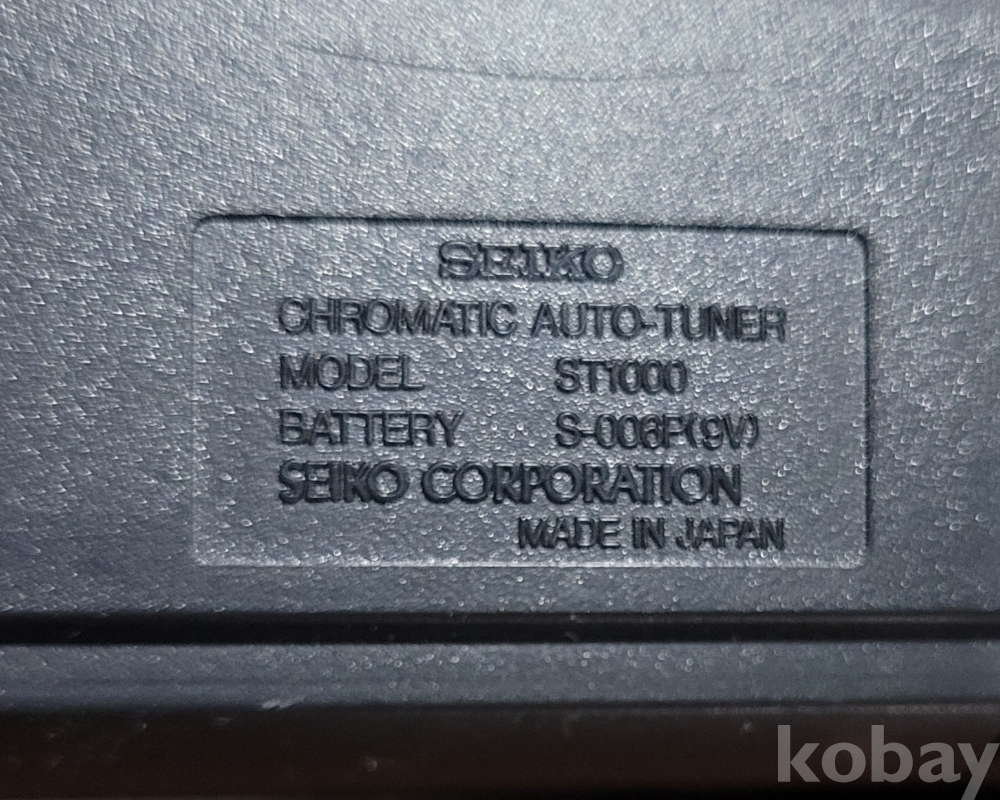 SEIKO
CHROMATIC AUTO-TUNER
MODEL ST1000
BATTERY S-006P(9V)
SEIKO CORPORATION
MADE IN JAPAN
kobay